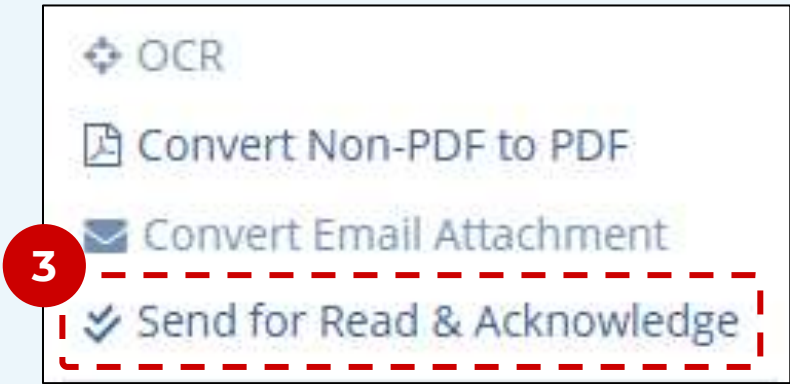 OCR
Convert Non-PDF to PDF
Convert Email Attachment
3
Send for Read & Acknowledge